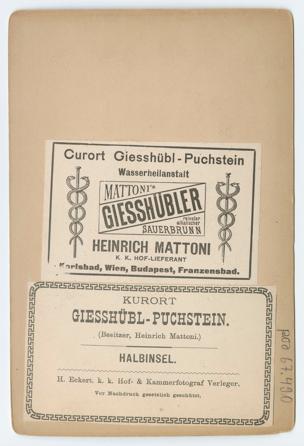 Curort Giesshübl-Puchstein
Wasserheilanstalt
MATTONI'S
GIESSHÜBLER
reinster
alkalischer
SAUERBRUNN
HEINRICH MATTONI
K. K. HOF-LIEFERANT
Karlsbad, Wien, Budapest, Franzensbad.
KURORT
GIESSHÜBL-PUCHSTEIN.
(Besitzer, Heinrich Mattoni.)
HALBINSEL.
H. Eckert, k. k. Hof- & Kammerfotograf Verleger.
Vor Nachdruck gesetzlich geschützt.